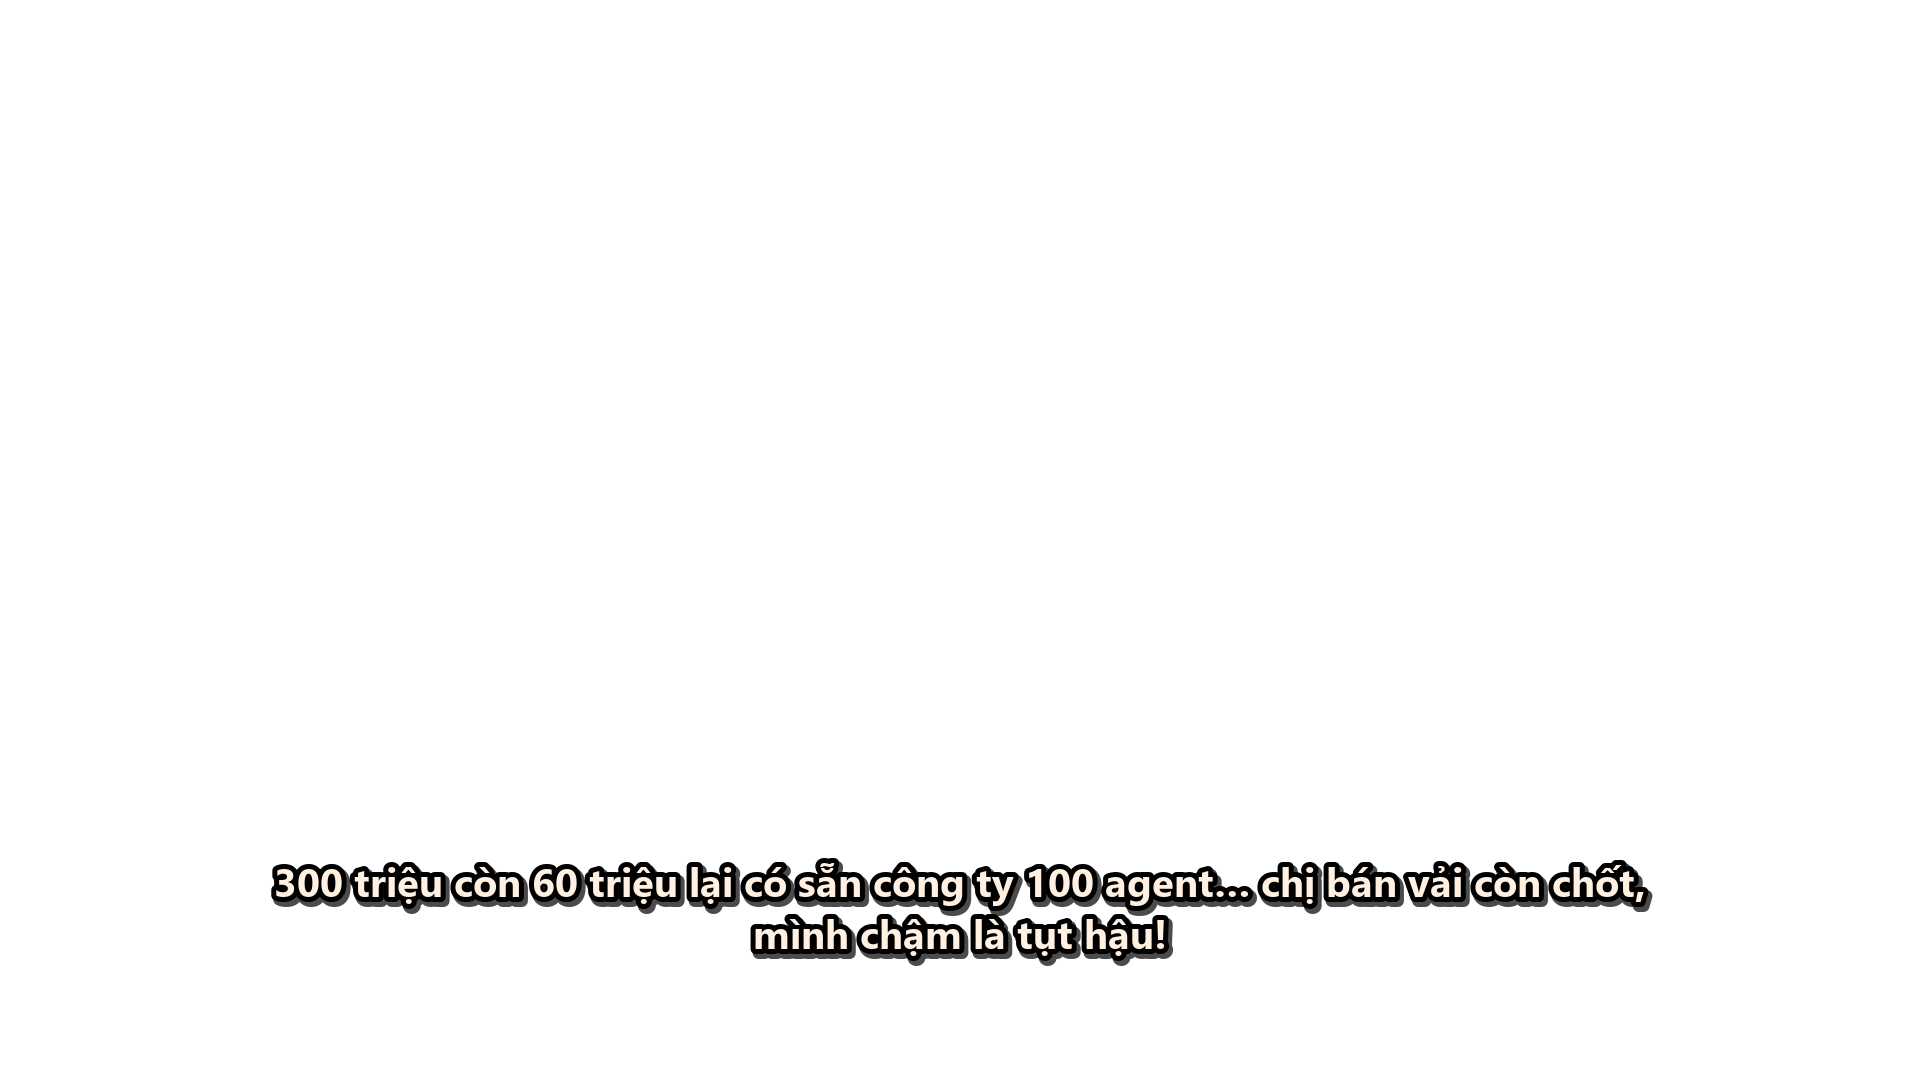 300 triệu còn 60 triệu lại có sẵn công ty 100 agent... chị bán vải còn chốt,
mình chậm là tụt hậu!